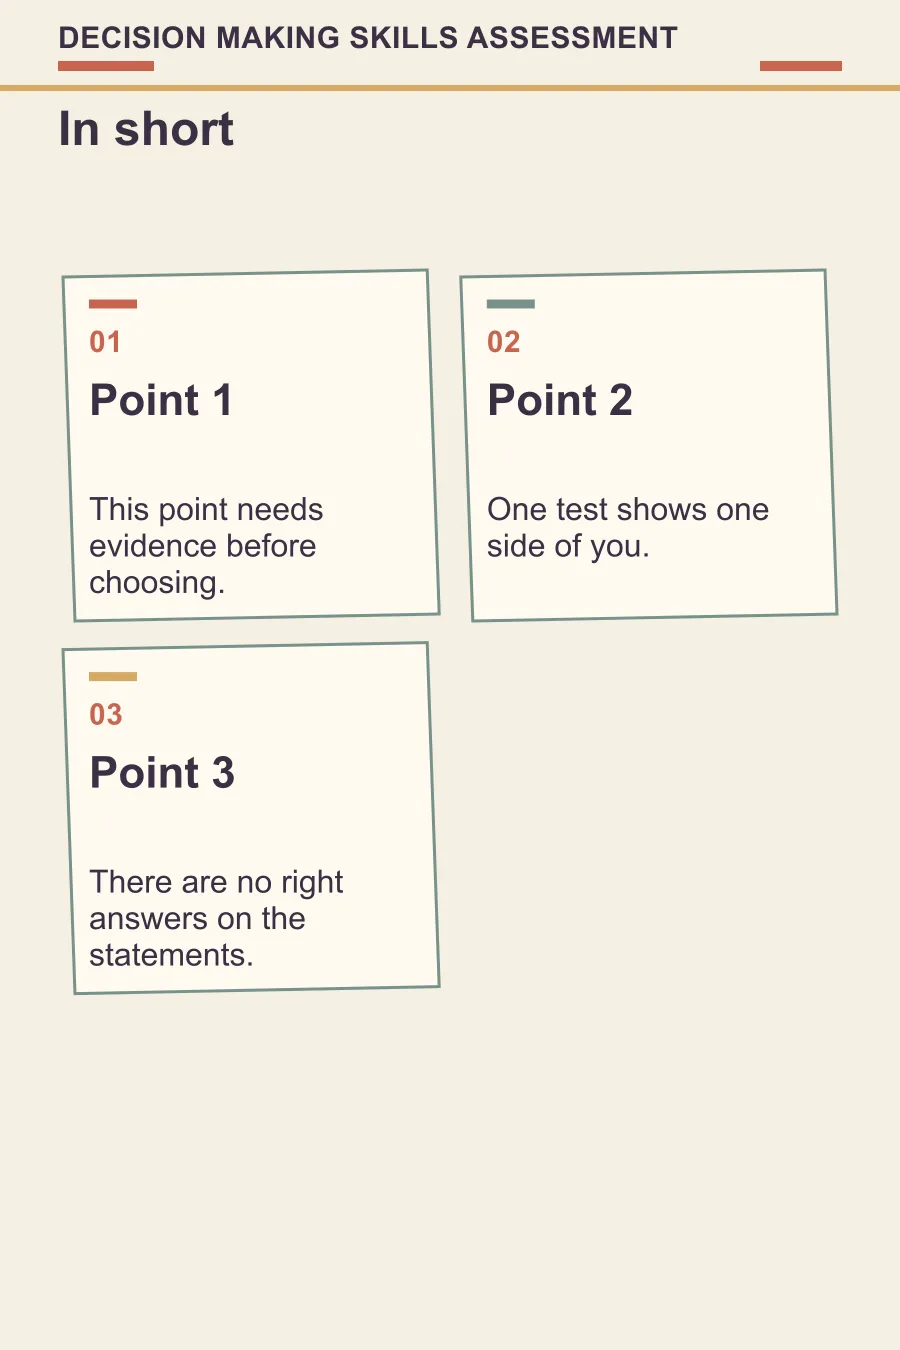 DECISION MAKING SKILLS ASSESSMENT
In short
01
Point 1
This point needs
evidence before
choosing.
02
Point 2
One test shows one
side of you.
03
Point 3
There are no right
answers on the
statements.